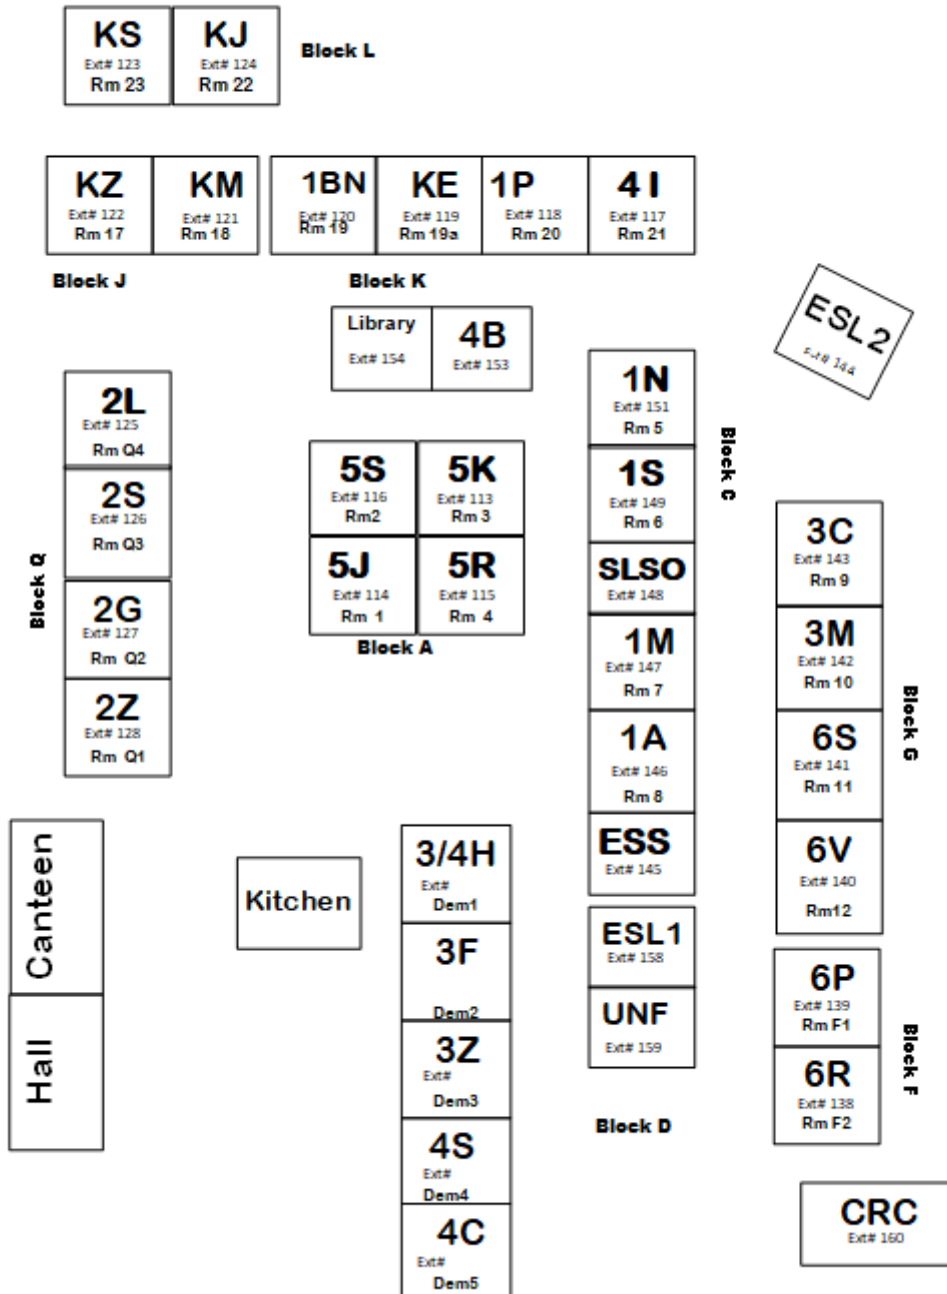 KS
Ext# 123
Rm 23
KJ
Ext# 124
Rm 22
Block L
KZ
Ext# 122
Rm 17
KM
Ext# 121
Rm 18
1BN
Ext# 120
Rm 19
KE
Ext# 119
Rm 19a
1P
Ext# 118
Rm 20
4 I
Ext# 117
Rm 21
Block J
Block K
Library
Ext# 154
4B
Ext# 153
ESL2
Ext# 144
2L
Ext# 125
Rm Q4
2S
Ext# 126
Rm Q3
2G
Ext# 127
Rm Q2
2Z
Ext# 128
Rm Q1
Block Q
5S
Ext# 116
Rm2
5K
Ext# 113
Rm 3
5J
Ext# 114
Rm 1
5R
Ext# 115
Rm 4
Block A
1N
Ext# 151
Rm 5
1S
Ext# 149
Rm 6
SLSO
Ext# 148
1M
Ext# 147
Rm 7
1A
Ext# 146
Rm 8
ESS
Ext# 145
Block C
3C
Ext# 143
Rm 9
3M
Ext# 142
Rm 10
6S
Ext# 141
Rm 11
6V
Ext# 140
Rm12
Block G
Canteen
Hall
Kitchen
3/4H
Ext#
Dem1
3F
Dem2
3Z
Ext#
Dem3
4S
Ext#
Dem4
4C
Ext#
Dem5
ESL1
Ext# 158
UNF
Ext# 159
Block D
6P
Ext# 139
Rm F1
6R
Ext# 138
Rm F2
Block F
CRC
Ext# 160